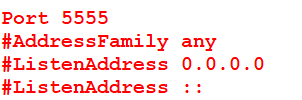 Port 5555
#AddressFamily any
#ListenAddress 0.0.0.0
#ListenAddress ::